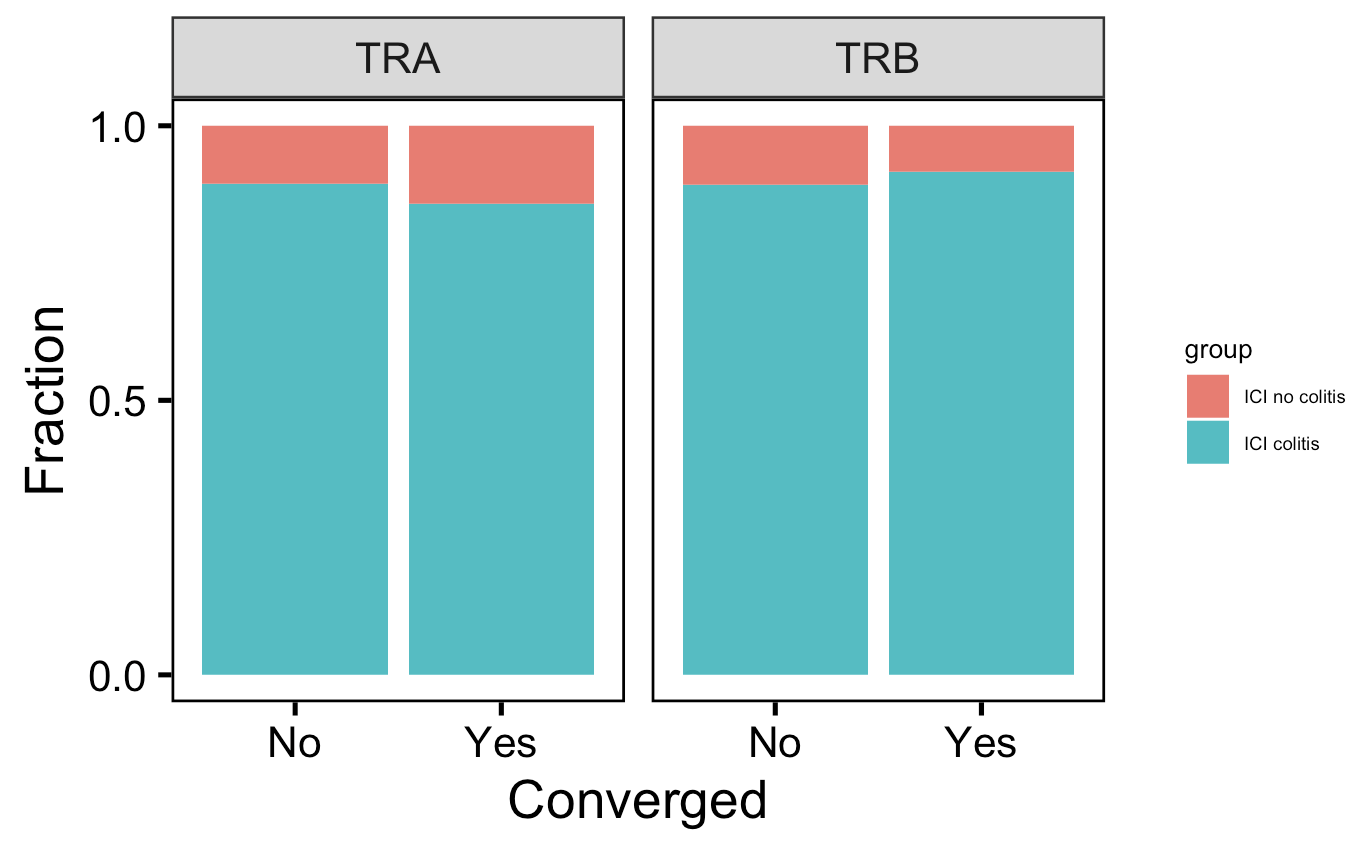 TRA
TRB
1.0
0.5
0.0
Fraction
No
Yes
No
Yes
Converged
group
ICI no colitis
ICI colitis